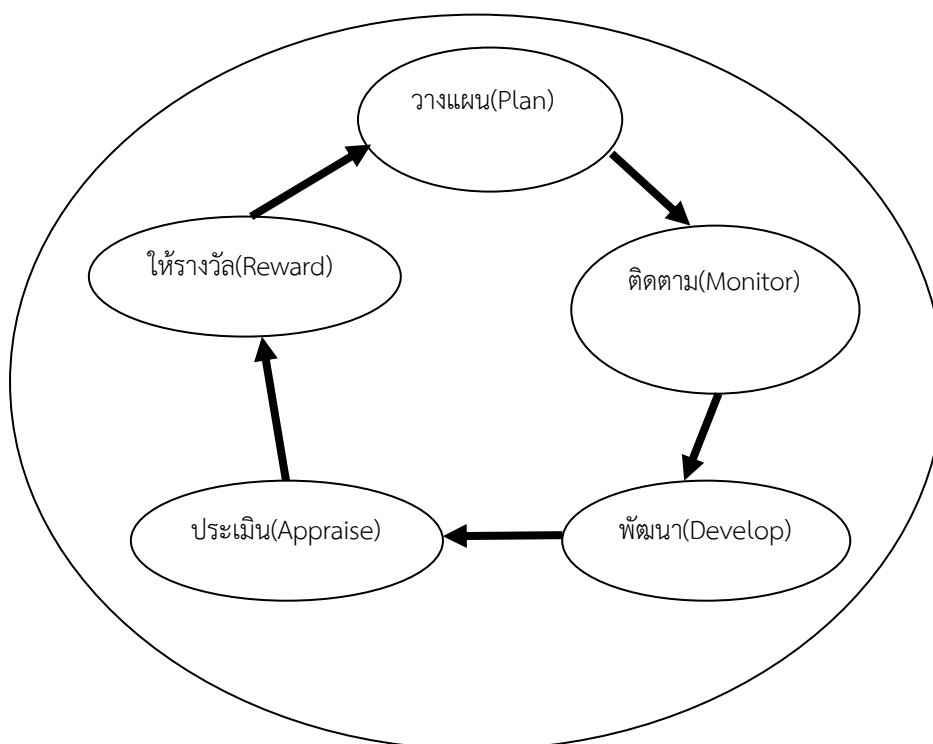 วางแผน(Plan)
ติดตาม(Monitor)
พัฒนา(Develop)
ประเมิน(Appraise)
ให้รางวัล(Reward)